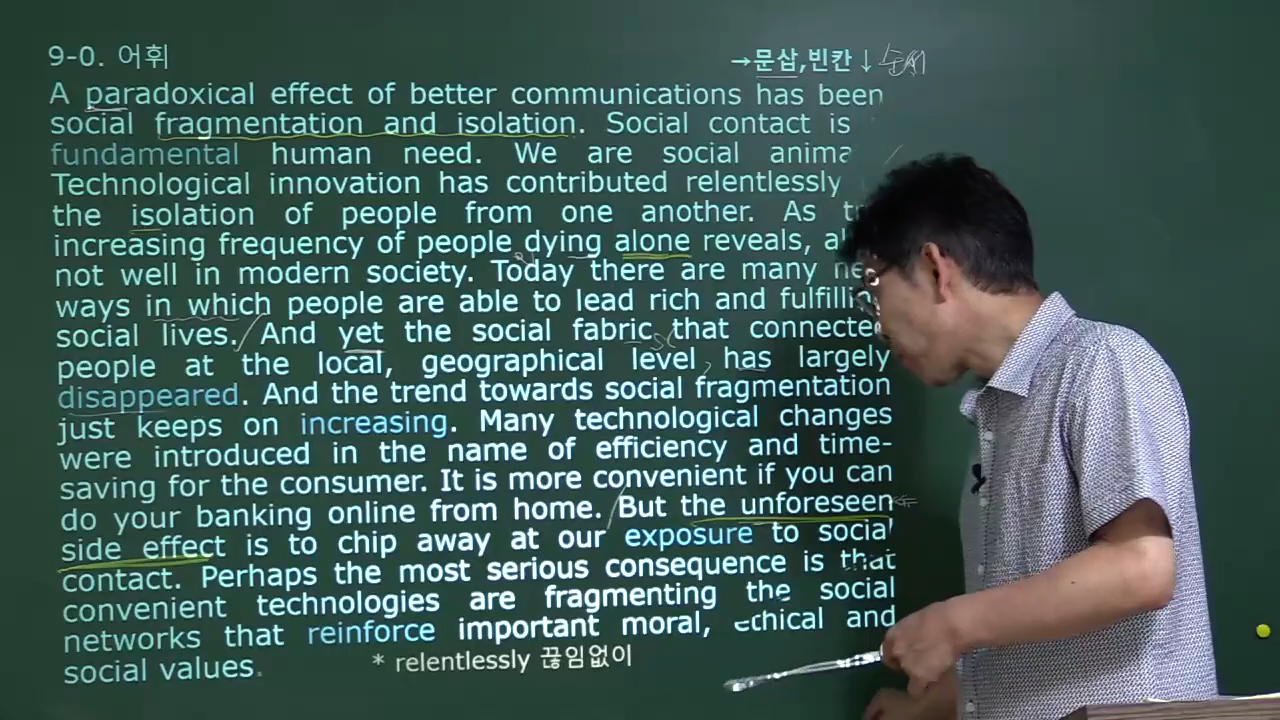 9-0. 어휘
→문삽,빈칸↓
A paradoxical effect of better communications has been
social fragmentation and isolation. Social contact is
fundamental human need. We are social
Technological innovation has contributed relentlessly
the isolation of people from one another. As
increasing frequency of people dying alone reveals,
not well in modern society. Today there are many
ways in which people are able to lead rich and
social lives. And yet the social fabric that connected
people at the local, geographical level, has largely
disappeared. And the trend towards social fragmentation
just keeps on increasing. Many technological changes
were introduced in the name of efficiency and time-
saving for the consumer. It is more convenient if you can
do your banking online from home. But the unforeseen
side effect is to chip away at our exposure to social
contact. Perhaps the most serious consequence is that
convenient technologies are fragmenting the social
networks that reinforce important moral, ethical and
social values.
* relentlessly 끊임없이